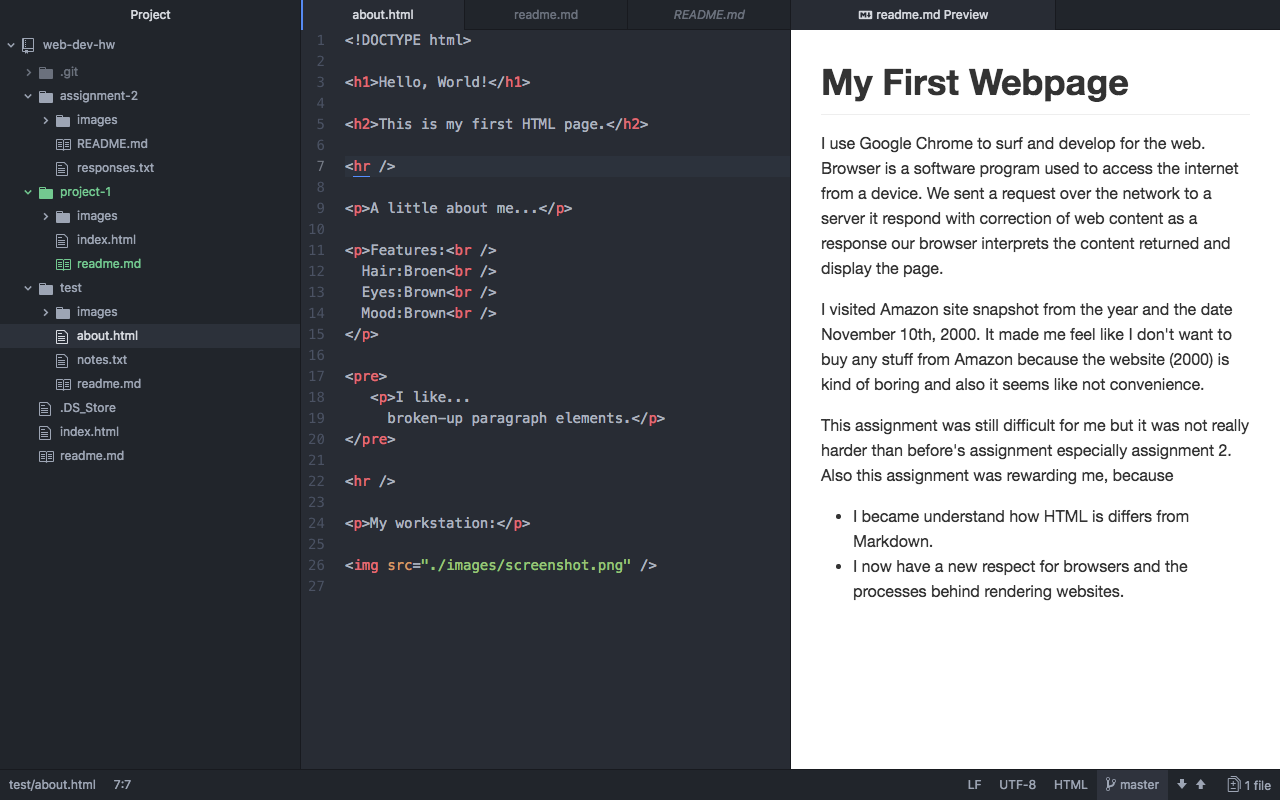 Project
web-dev-hw
.git
assignment-2
images
README.md
responses.txt
project-1
images
index.html
readme.md
test
images
about.html
notes.txt
readme.md
.DS_Store
index.html
readme.md
about.html
readme.md
README.md
readme.md Preview
1 <!DOCTYPE html>
2
3 <h1>Hello, World!</h1>
4
5 <h2>This is my first HTML page.</h2>
6
7 <hr />
8
9 <p>A little about me...</p>
10
11 <p>Features:<br />
12   Hair:Broen<br />
13   Eyes:Brown<br />
14   Mood:Brown<br />
15 </p>
16
17 <pre>
18    <p>I like...
19      broken-up paragraph elements.</p>
20 </pre>
21
22 <hr />
23
24 <p>My workstation:</p>
25
26 <img src="./images/screenshot.png" />
27
My First Webpage
I use Google Chrome to surf and develop for the web.
Browser is a software program used to access the internet
from a device. We sent a request over the network to a
server it respond with correction of web content as a
response our browser interprets the content returned and
display the page.
I visited Amazon site snapshot from the year and the date
November 10th, 2000. It made me feel like I don't want to
buy any stuff from Amazon because the website (2000) is
kind of boring and also it seems like not convenience.
This assignment was still difficult for me but it was not really
harder than before's assignment especially assignment 2.
Also this assignment was rewarding me, because
• I became understand how HTML is differs from
Markdown.
• I now have a new respect for browsers and the
processes behind rendering websites.
test/about.html 7:7
LF UTF-8 HTML master 1 file